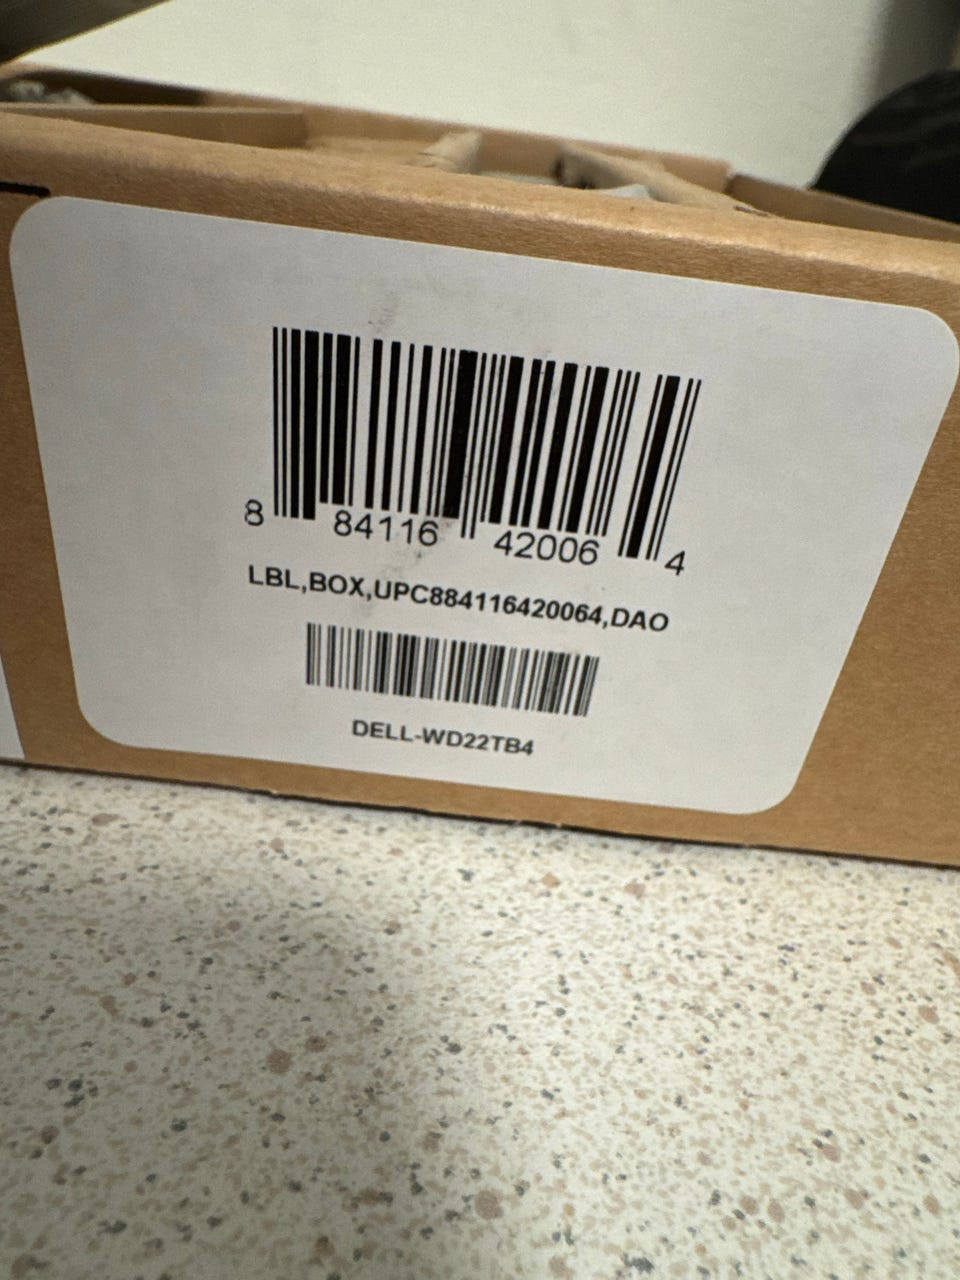 8 84116 42006 4
LBL,BOX,UPC884116420064,DAO
DELL-WD22TB4